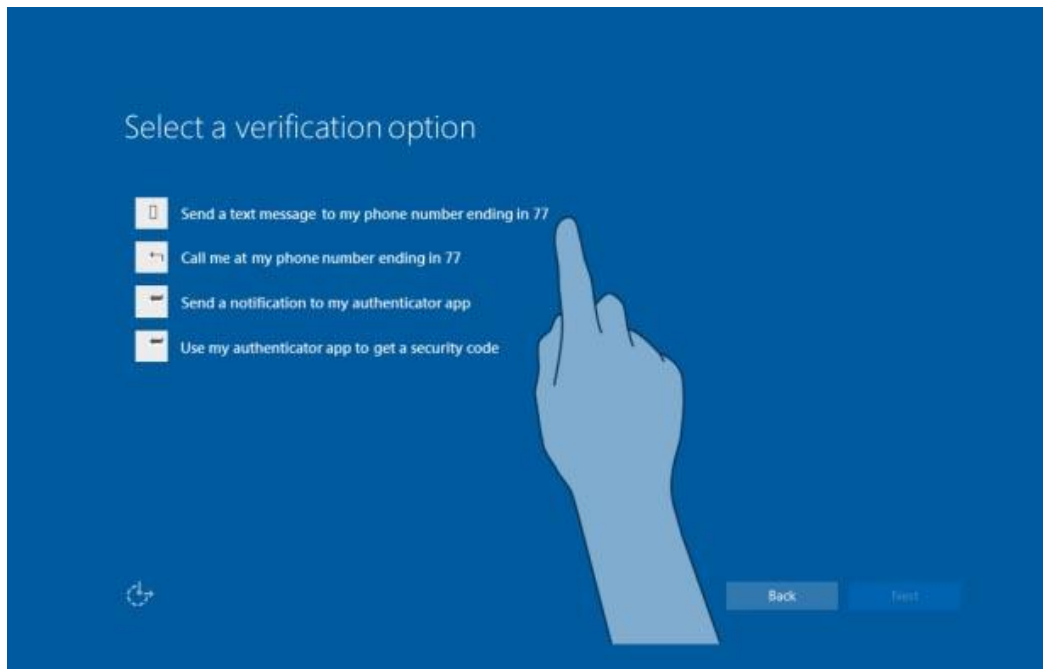 Select a verification option
Send a text message to my phone number ending in 77
Call me at my phone number ending in 77
Send a notification to my authenticator app
Use my authenticator app to get a security code
Back
Next